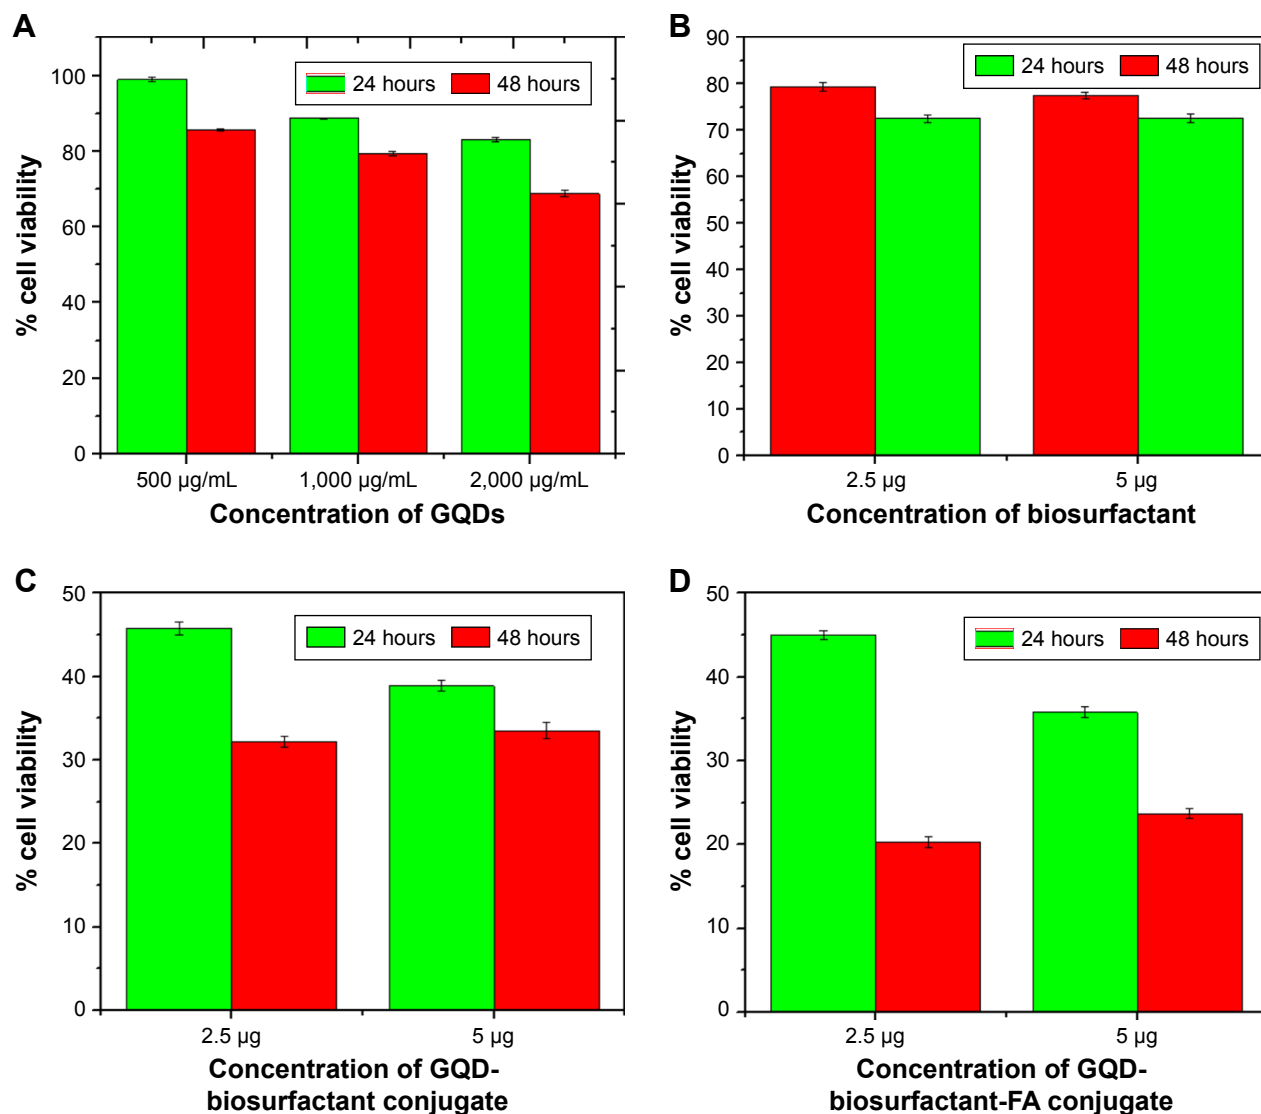 A
% cell viability
100
80
60
40
20
0
24 hours 48 hours
500 µg/mL 1,000 µg/mL 2,000 µg/mL
Concentration of GQDs
B
% cell viability
90
80
70
60
50
40
30
20
10
0
24 hours 48 hours
2.5 µg 5 µg
Concentration of biosurfactant
C
% cell viability
50
40
30
20
10
0
24 hours 48 hours
2.5 µg 5 µg
Concentration of GQD-
biosurfactant conjugate
D
% cell viability
50
40
30
20
10
0
24 hours 48 hours
2.5 µg 5 µg
Concentration of GQD-
biosurfactant-FA conjugate